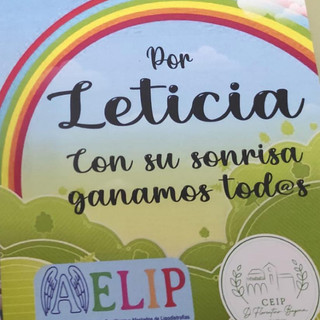 Por
Leticia
Con su sonrisa
ganamos tod@s
AELIP
CEIP